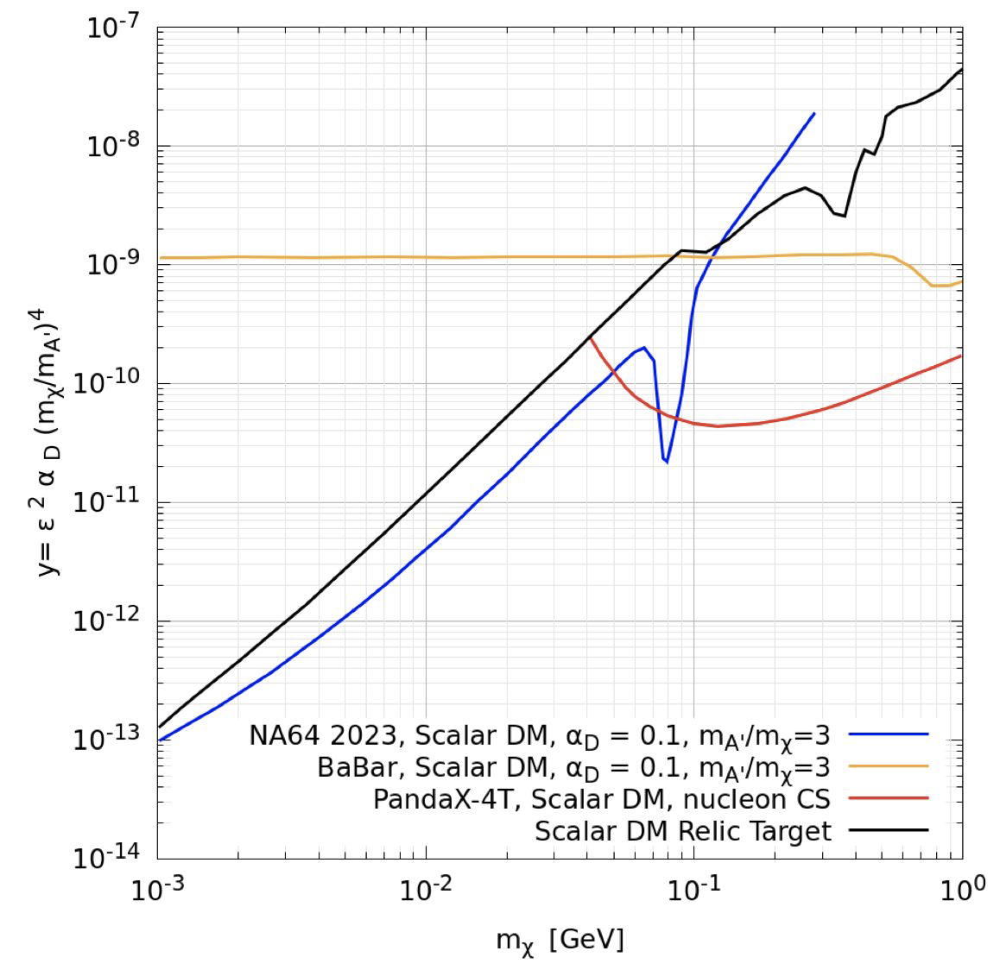 10⁻⁷
10⁻⁸
10⁻⁹
10⁻¹⁰
10⁻¹¹
10⁻¹²
10⁻¹³
10⁻¹⁴
y= ε ² α D (mχ/mA')⁴
NA64 2023, Scalar DM, αD = 0.1, mA'/mχ=3
BaBar, Scalar DM, αD = 0.1, mA'/mχ=3
PandaX-4T, Scalar DM, nucleon CS
Scalar DM Relic Target
10⁻³ 10⁻² 10⁻¹ 10⁰
mχ [GeV]